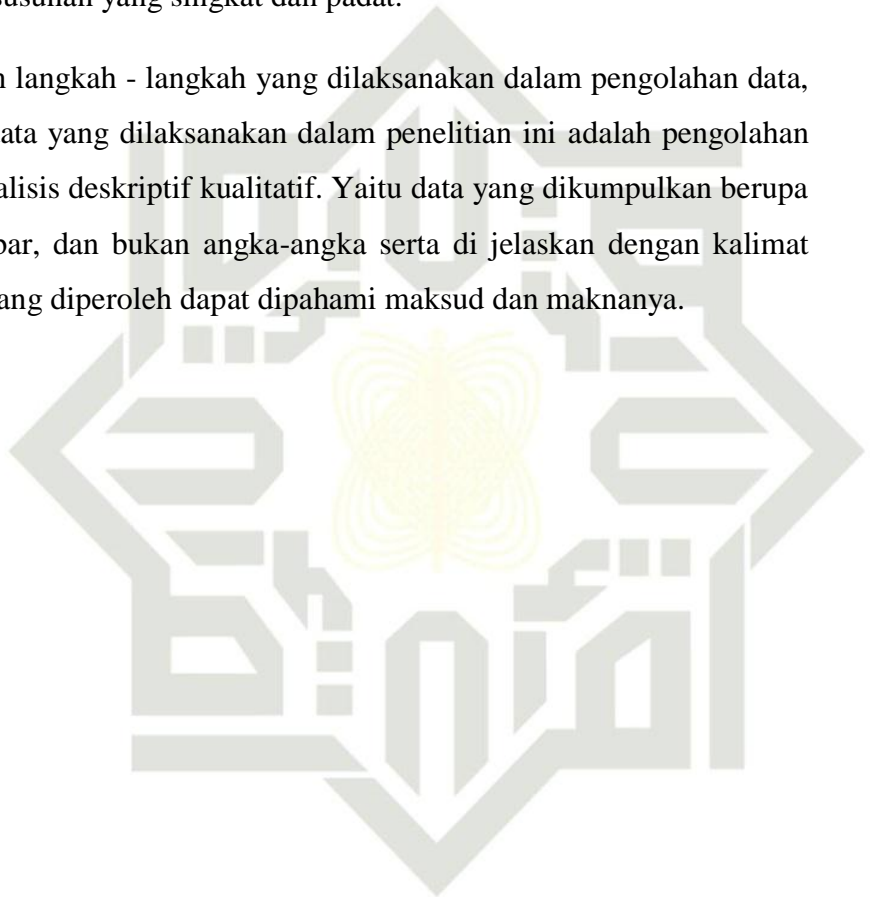 susunan yang singkat dan padat.
n langkah - langkah yang dilaksanakan dalam pengolahan data,
ata yang dilaksanakan dalam penelitian ini adalah pengolahan
alisis deskriptif kualitatif. Yaitu data yang dikumpulkan berupa
bar, dan bukan angka-angka serta di jelaskan dengan kalimat
ang diperoleh dapat dipahami maksud dan maknanya.